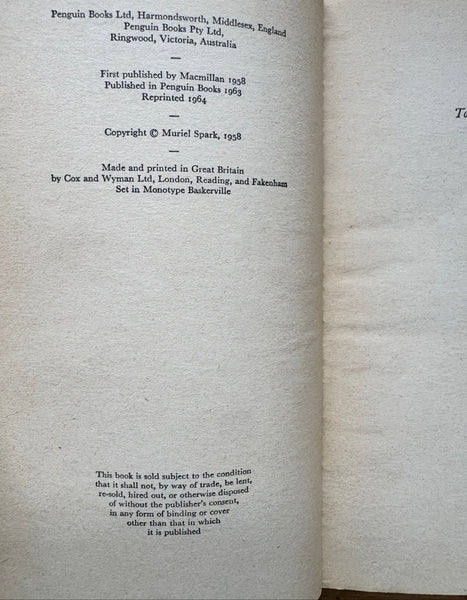 Penguin Books Ltd, Harmondsworth, Middlesex, England
Penguin Books Pty Ltd,
Ringwood, Victoria, Australia
—
First published by Macmillan 1958
Published in Penguin Books 1963
Reprinted 1964
—
Copyright © Muriel Spark, 1958
—
Made and printed in Great Britain
by Cox and Wyman Ltd, London, Reading, and Fakenham
Set in Monotype Baskerville
This book is sold subject to the condition
that it shall not, by way of trade, be lent,
re-sold, hired out, or otherwise disposed
of without the publisher's consent,
in any form of binding or cover
other than that in which
it is published